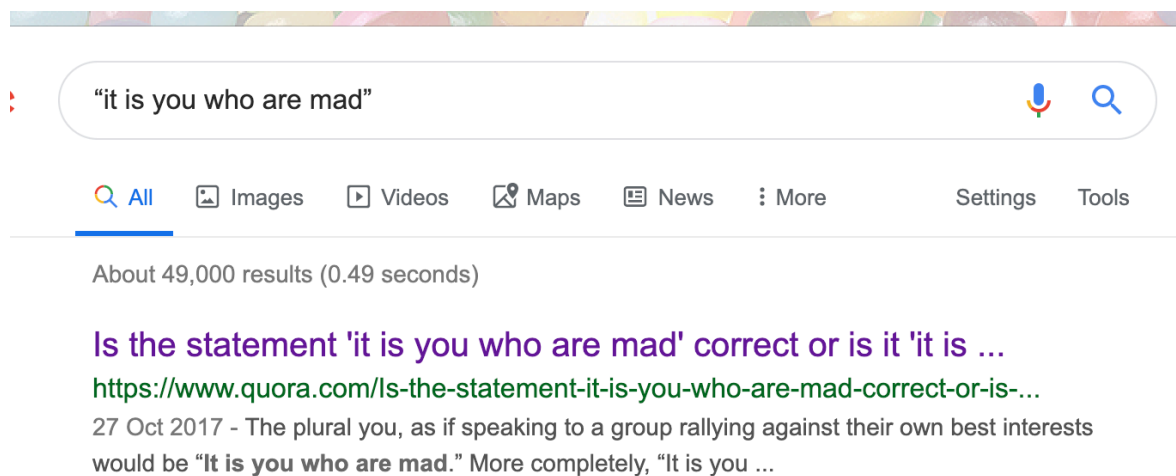 “it is you who are mad”
All Images Videos Maps News More Settings Tools
About 49,000 results (0.49 seconds)
Is the statement 'it is you who are mad' correct or is it 'it is ...
https://www.quora.com/Is-the-statement-it-is-you-who-are-mad-correct-or-is-...
27 Oct 2017 - The plural you, as if speaking to a group rallying against their own best interests
would be “It is you who are mad.” More completely, “It is you ...